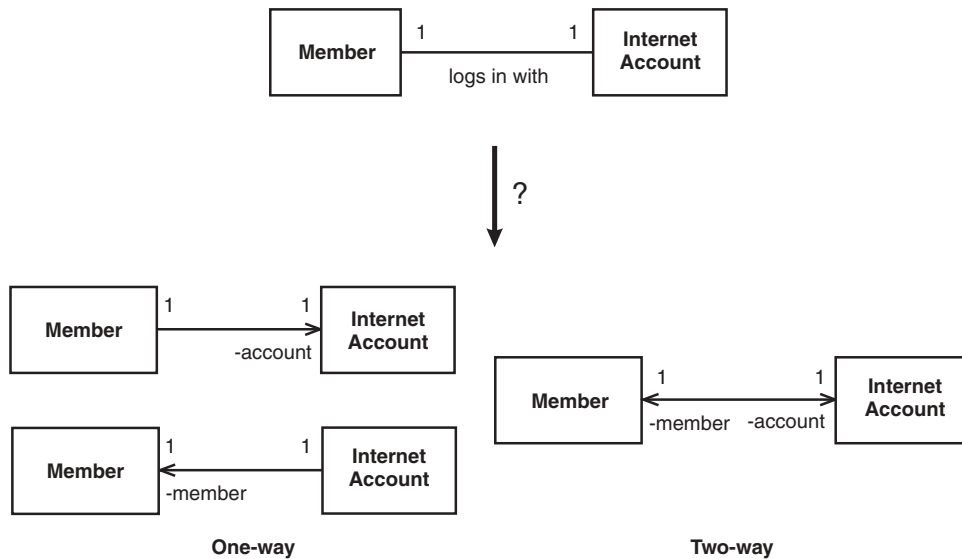 Member
1
1
logs in with
Internet
Account
?
Member
1
1
-account
Internet
Account
Member
1
1
-member
Internet
Account
One-way
Member
1
1
-member
-account
Internet
Account
Two-way